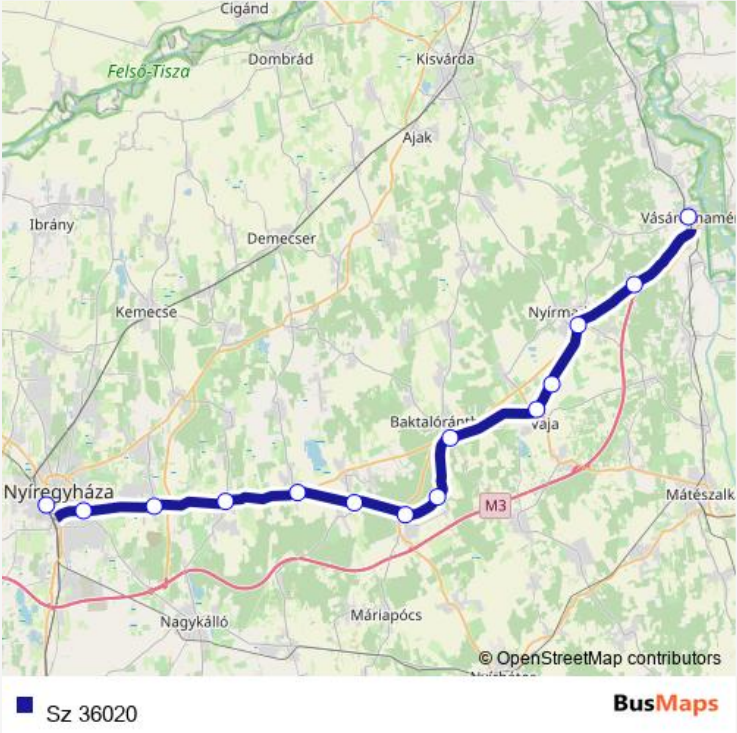 Cigánd
Dombrád
Kisvárda
Felső-Tisza
Ajak
Ibrány
Demecser
Kemecse
Baktalóránt
Vaja
Nyíregyháza
M3
Mátészalk
Nagykálló
Máriapócs
© OpenStreetMap contributors
Sz 36020
BusMaps